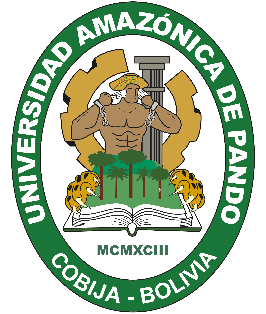 UNIVERSIDAD AMAZÓNICA DE PANDO
MCMXCIII
COBIJA - BOLIVIA